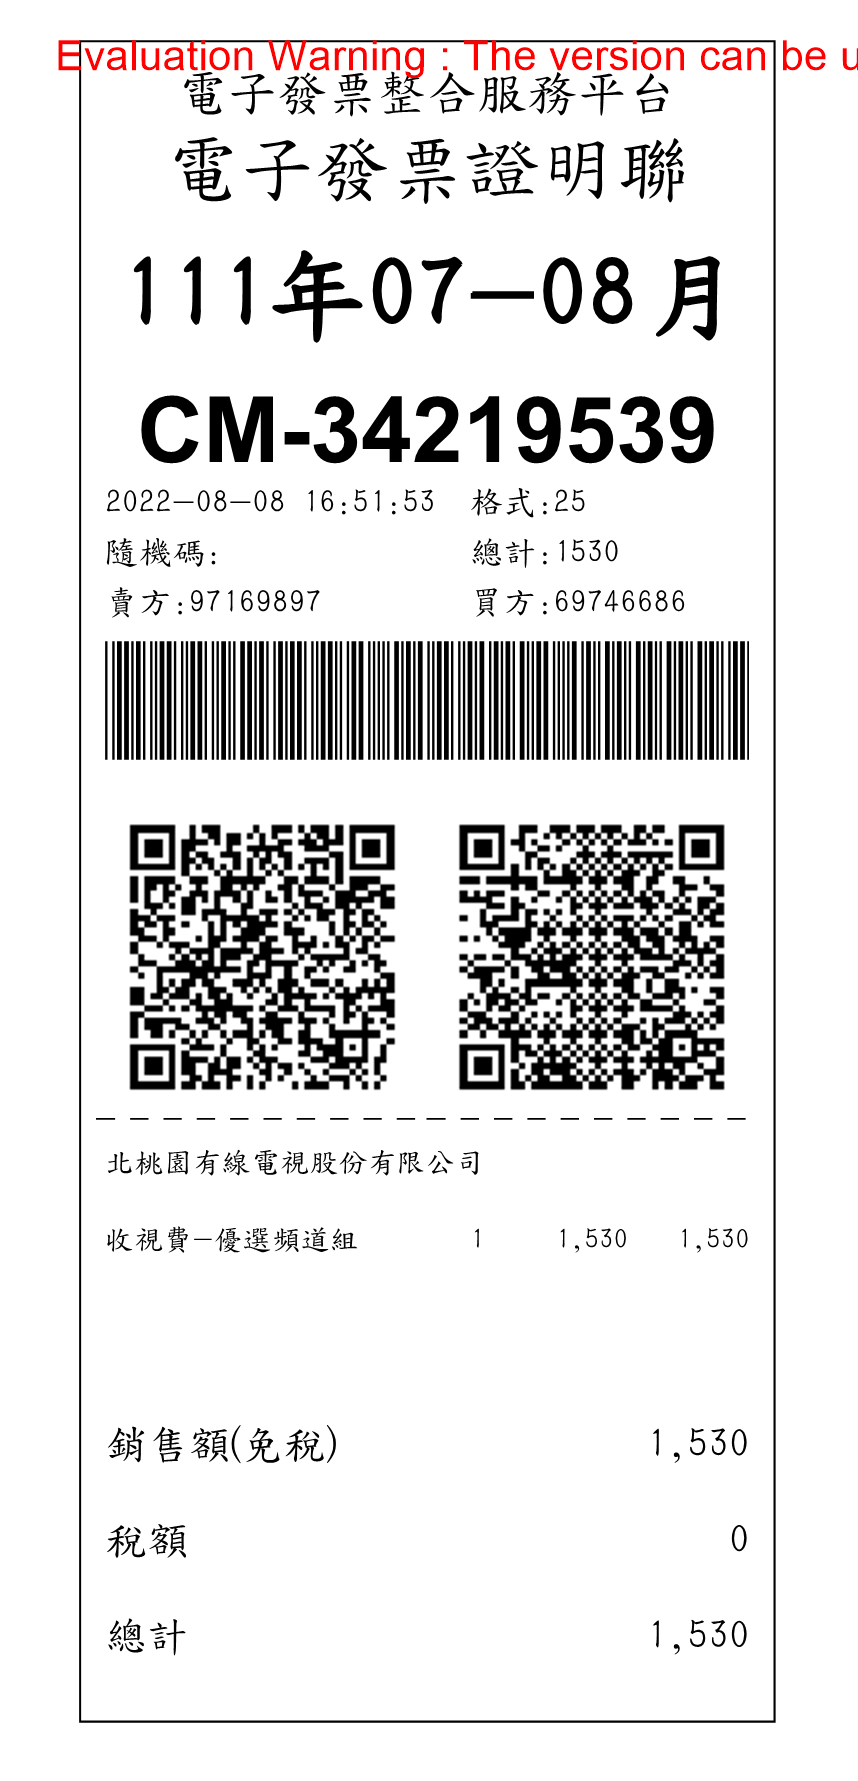 Evaluation Warning : The version can be u
電子發票整合服務平台
電子發票證明聯
111年07-08月
CM-34219539
2022-08-08 16:51:53 格式:25
隨機碼: 總計:1530
賣方:97169897 買方:69746686
北桃園有線電視股份有限公司
收視費-優選頻道組 1 1,530 1,530
銷售額(免稅) 1,530
稅額 0
總計 1,530